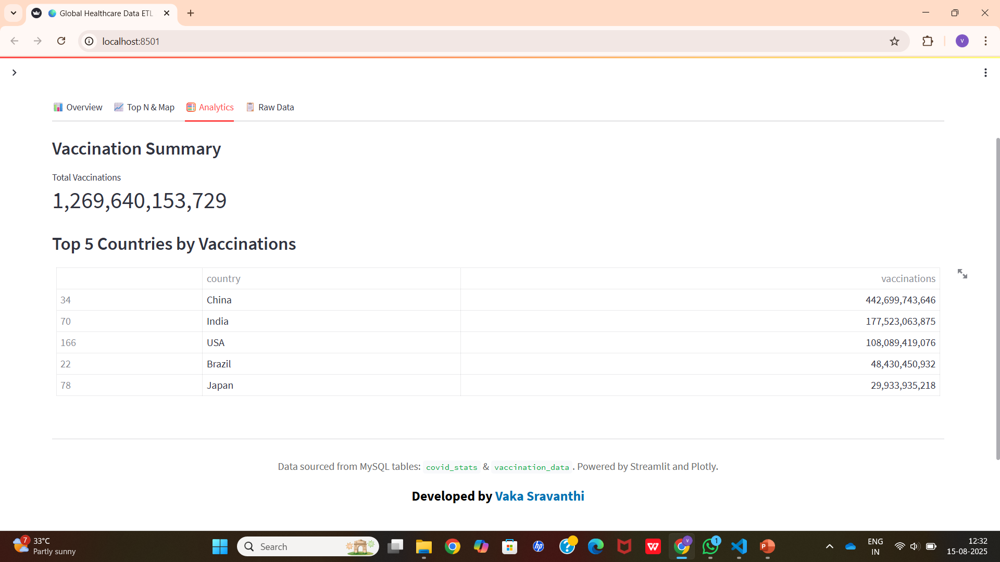 Global Healthcare Data ETL
localhost:8501
V
Overview Top N & Map Analytics Raw Data
Vaccination Summary
Total Vaccinations
1,269,640,153,729
Top 5 Countries by Vaccinations
country vaccinations
34 China 442,699,743,646
70 India 177,523,063,875
166 USA 108,089,419,076
22 Brazil 48,430,450,932
78 Japan 29,933,935,218
Data sourced from MySQL tables: covid_stats & vaccination_data . Powered by Streamlit and Plotly.
Developed by Vaka Sravanthi
7
33°C
Partly sunny
Search
hp
?
W
V
1
P
ENG
IN
12:32
15-08-2025